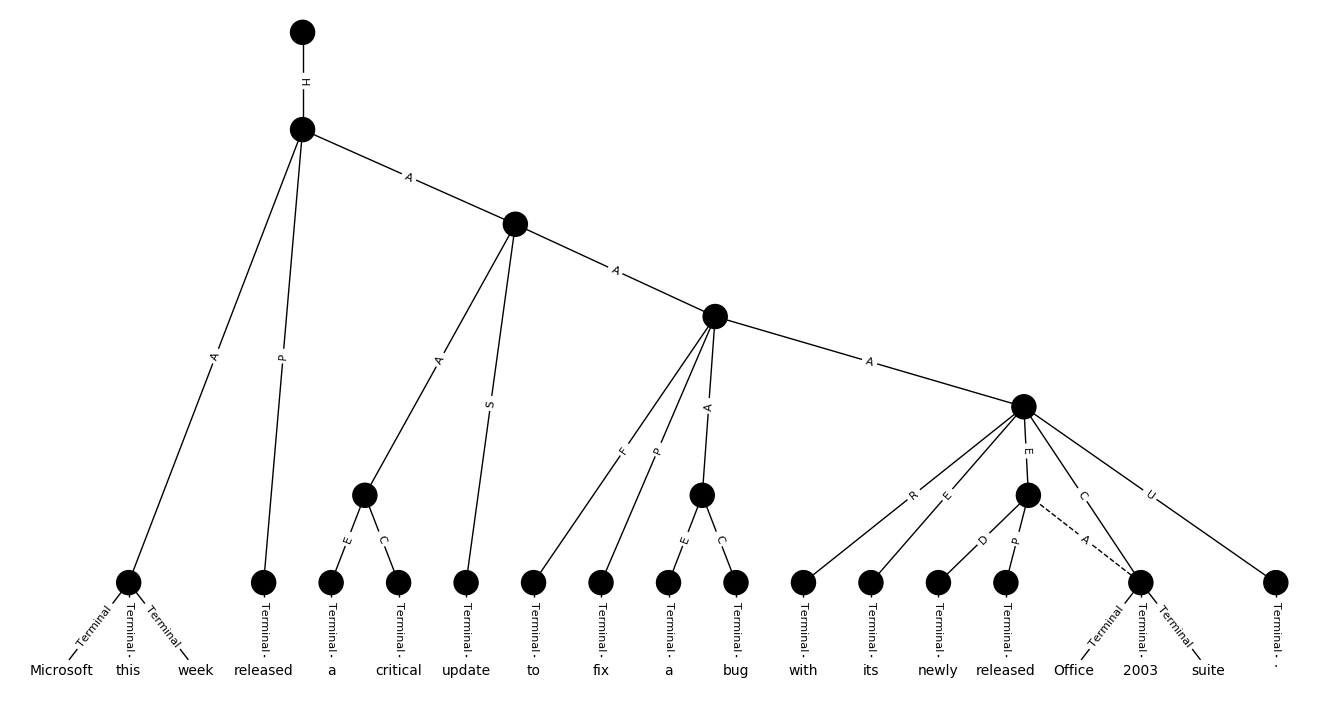 H
A
A
A
P
A
A
A
S
A
F
P
E
R
E
E
C
U
E
C
E
C
D
P
A
Terminal Terminal Terminal Terminal Terminal Terminal Terminal Terminal Terminal Terminal Terminal Terminal Terminal Terminal Terminal Terminal Terminal Terminal Terminal
Microsoft this week released a critical update to fix a bug with its newly released Office 2003 suite .